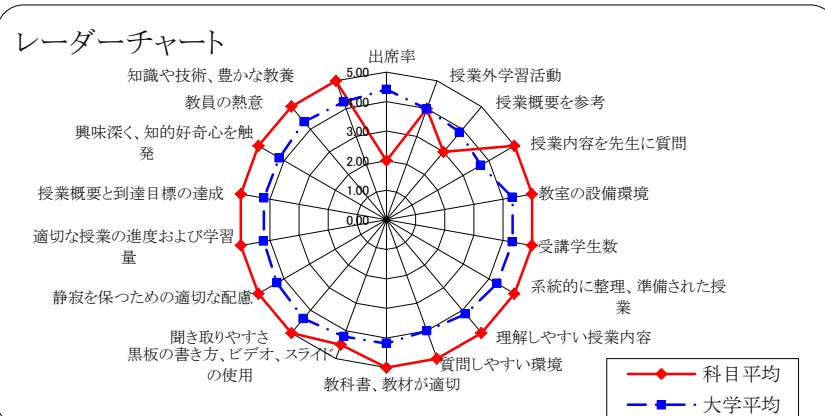 レーダーチャート
出席率
授業外学習活動
授業概要を参考
授業内容を先生に質問
教室の設備環境
受講学生数
系統的に整理、準備された授
業
理解しやすい授業内容
質問しやすい環境
教科書、教材が適切
黒板の書き方、ビデオ、スライド
の使用
聞き取りやすさ
静寂を保つための適切な配慮
適切な授業の進度および学習
量
授業概要と到達目標の達成
興味深く、知的好奇心を触
発
教員の熱意
知識や技術、豊かな教養
5.00
4.00
3.00
2.00
1.00
0.00
科目平均
大学平均